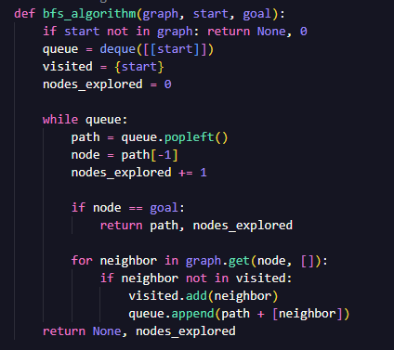 def bfs_algorithm(graph, start, goal):
    if start not in graph: return None, 0
    queue = deque([[start]])
    visited = {start}
    nodes_explored = 0

    while queue:
        path = queue.popleft()
        node = path[-1]
        nodes_explored += 1

        if node == goal:
            return path, nodes_explored

        for neighbor in graph.get(node, []):
            if neighbor not in visited:
                visited.add(neighbor)
                queue.append(path + [neighbor])
    return None, nodes_explored